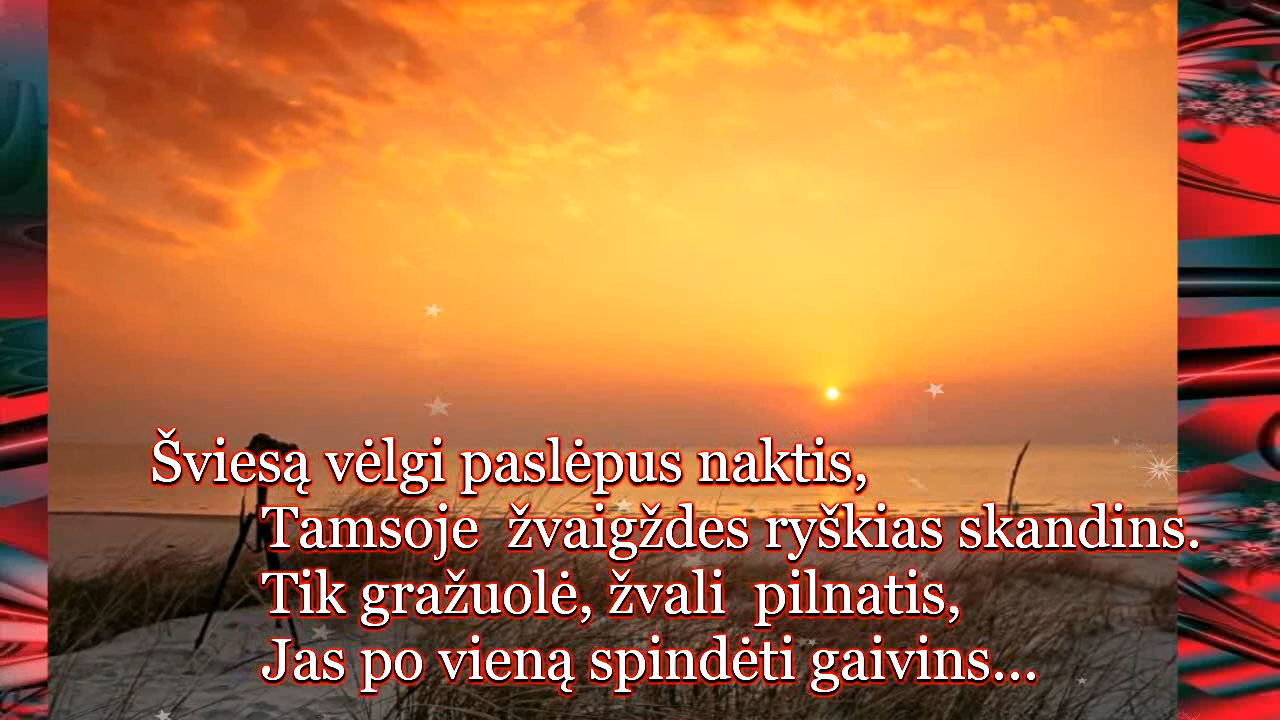 Šviesą vėlgi paslėpus naktis,
Tamsoje žvaigždes ryškias skandins.
Tik gražuolė, žvali pilnatis,
Jas po vieną spindėti gaivins...